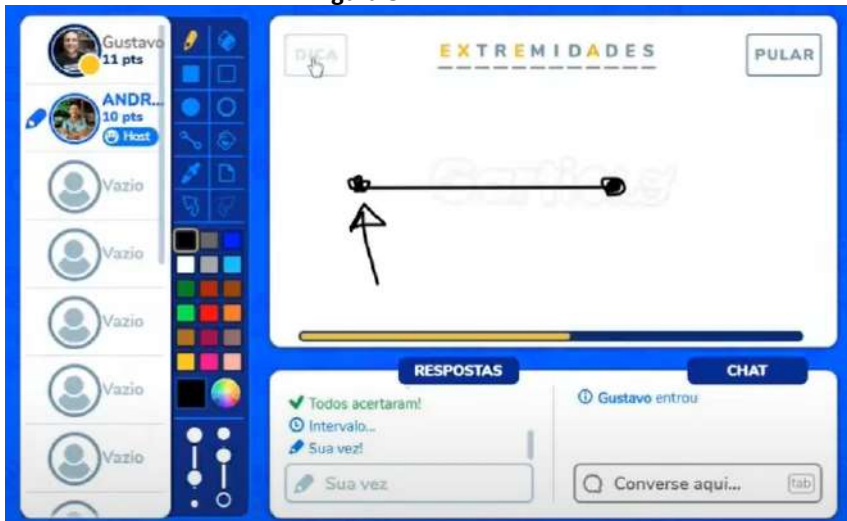 Gustavo
11 pts
ANDR...
10 pts
Host
Vazio
Vazio
Vazio
Vazio
Vazio
DICA
EXTREMIDADES
PULAR
Gartic
RESPOSTAS
Todos acertaram!
Intervalo...
Sua vez!
Sua vez
CHAT
Gustavo entrou
Converse aqui...
tab